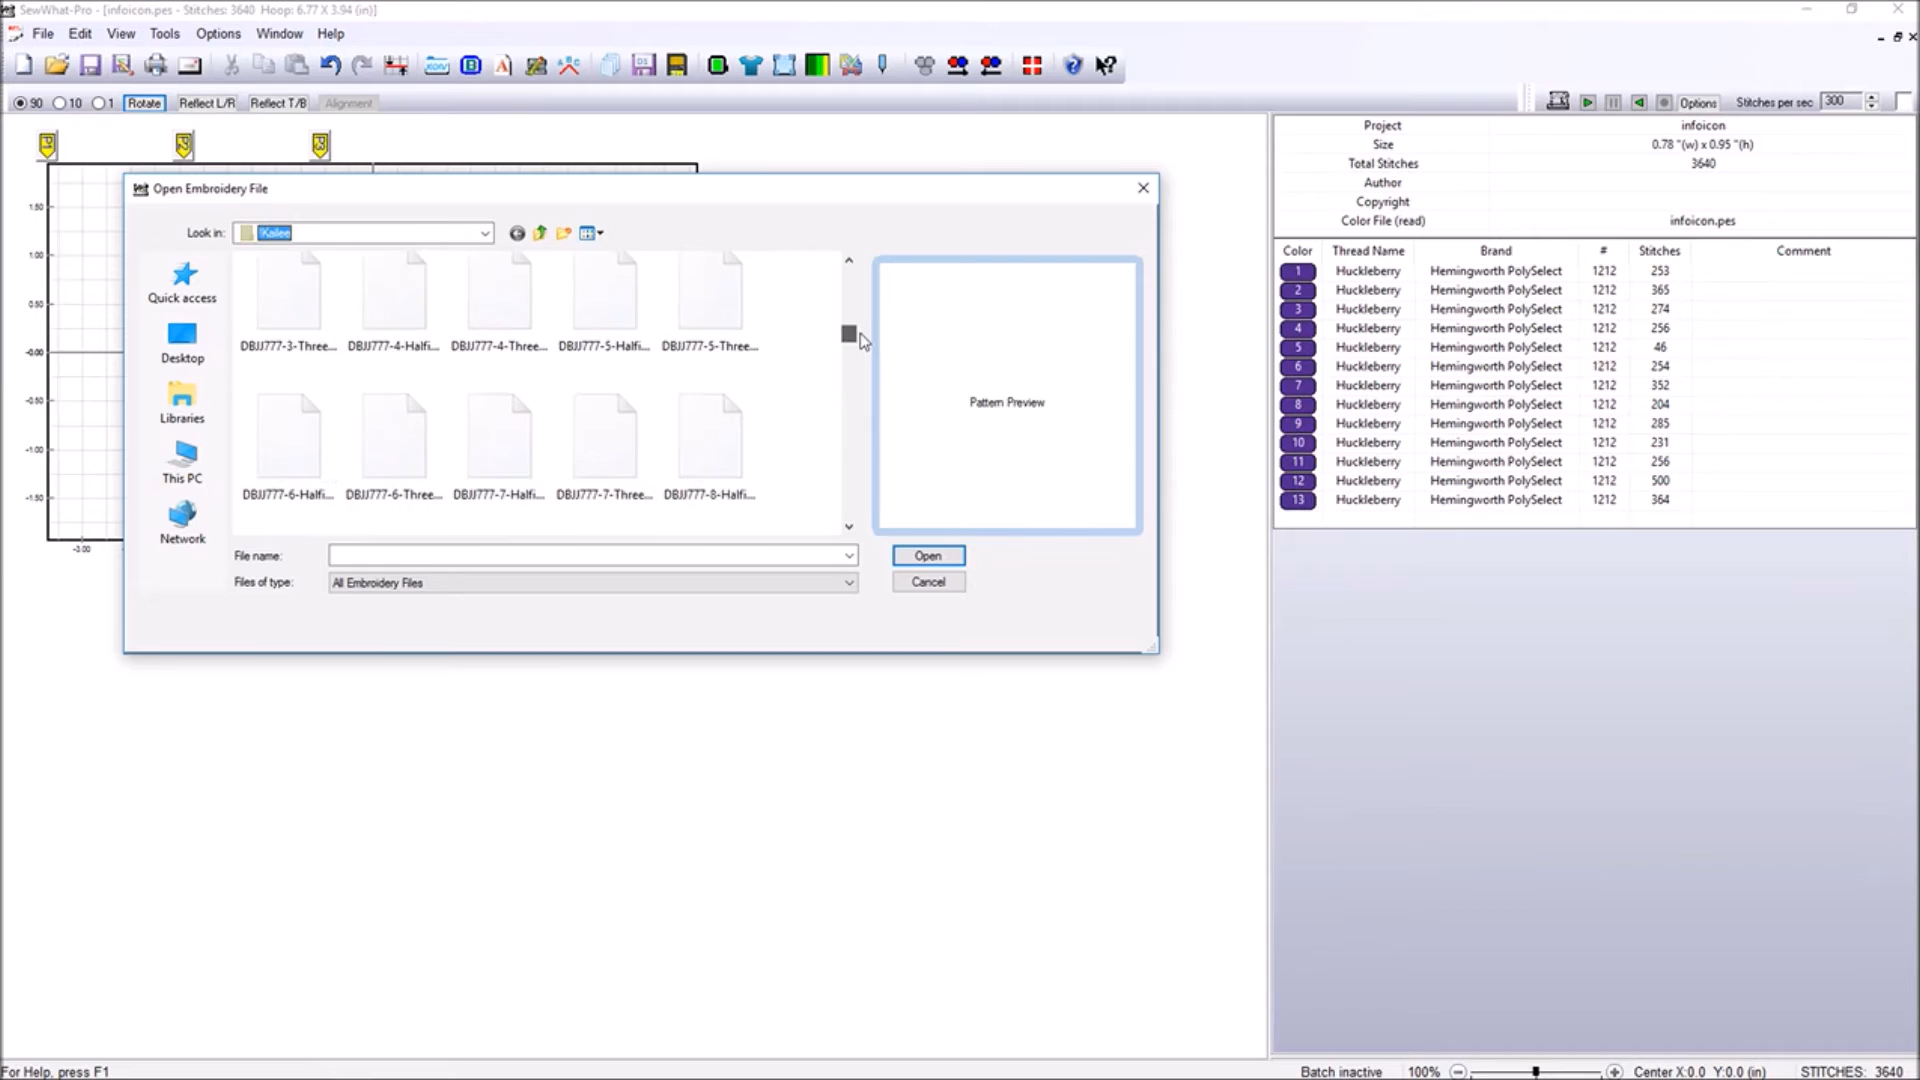 SewWhat-Pro - [infoicon.pes - Stitches: 3640 Hoop: 6.77 X 3.94 (in)]
File Edit View Tools Options Window Help
90 10 1 Rotate Reflect L/R Reflect T/B Alignment Options Stitches per sec 300
Project infoicon
Size 0.78 "(w) x 0.95 "(h)
Total Stitches 3640
Author
Copyright
Color File (read) infoicon.pes
Color Thread Name Brand # Stitches Comment
1 Huckleberry Hemingworth PolySelect 1212 253
2 Huckleberry Hemingworth PolySelect 1212 365
3 Huckleberry Hemingworth PolySelect 1212 274
4 Huckleberry Hemingworth PolySelect 1212 256
5 Huckleberry Hemingworth PolySelect 1212 46
6 Huckleberry Hemingworth PolySelect 1212 254
7 Huckleberry Hemingworth PolySelect 1212 352
8 Huckleberry Hemingworth PolySelect 1212 204
9 Huckleberry Hemingworth PolySelect 1212 285
10 Huckleberry Hemingworth PolySelect 1212 231
11 Huckleberry Hemingworth PolySelect 1212 256
12 Huckleberry Hemingworth PolySelect 1212 500
13 Huckleberry Hemingworth PolySelect 1212 364
1.50
1.00
0.50
-0.00
-0.50
-1.00
-1.50
-3.00
Open Embroidery File
Look in:
Quick access
Desktop
Libraries
This PC
Network
DBJJ777-3-Three... DBJJ777-4-Halfi... DBJJ777-4-Three... DBJJ777-5-Halfi... DBJJ777-5-Three...
DBJJ777-6-Halfi... DBJJ777-6-Three... DBJJ777-7-Halfi... DBJJ777-7-Three... DBJJ777-8-Halfi...
Pattern Preview
File name: Open
Files of type: All Embroidery Files Cancel
For Help, press F1 Batch inactive 100% Center X:0.0 Y:0.0 (in) STITCHES: 3640